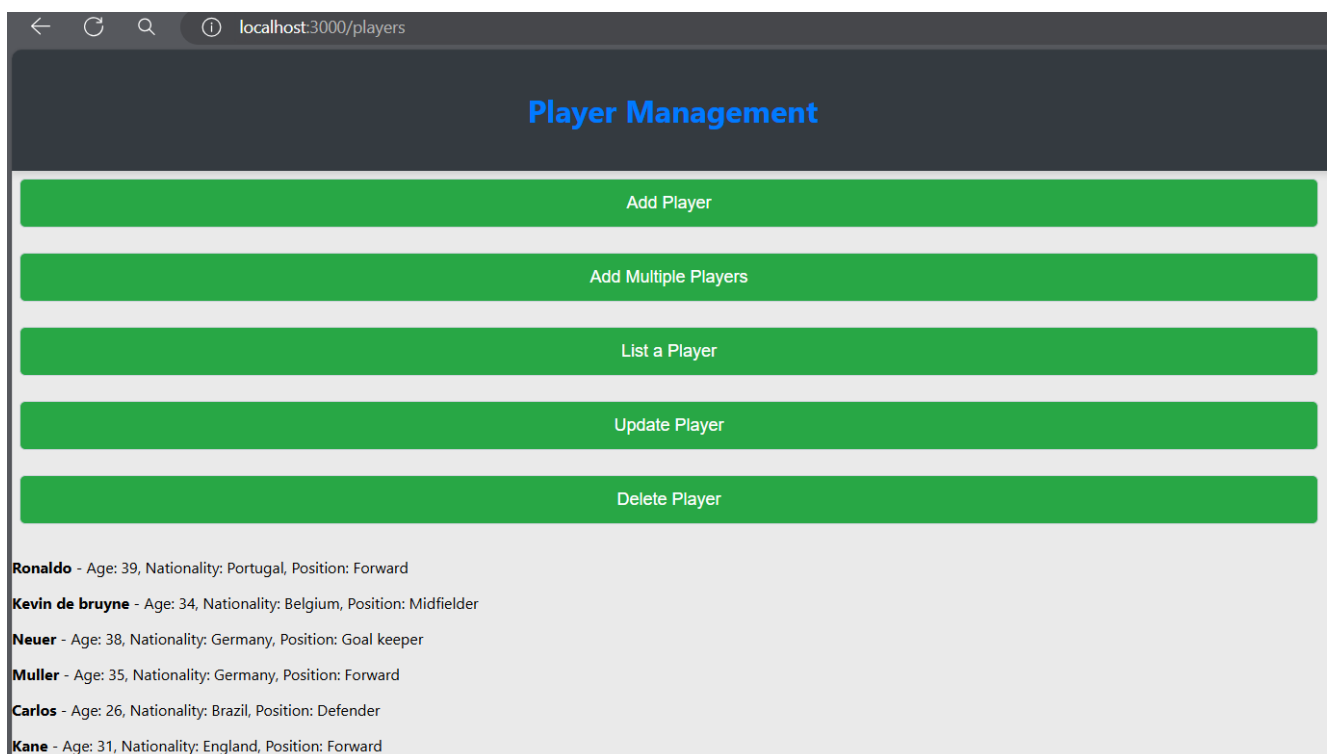 localhost:3000/players
Player Management
Add Player
Add Multiple Players
List a Player
Update Player
Delete Player
Ronaldo - Age: 39, Nationality: Portugal, Position: Forward
Kevin de bruyne - Age: 34, Nationality: Belgium, Position: Midfielder
Neuer - Age: 38, Nationality: Germany, Position: Goal keeper
Muller - Age: 35, Nationality: Germany, Position: Forward
Carlos - Age: 26, Nationality: Brazil, Position: Defender
Kane - Age: 31, Nationality: England, Position: Forward